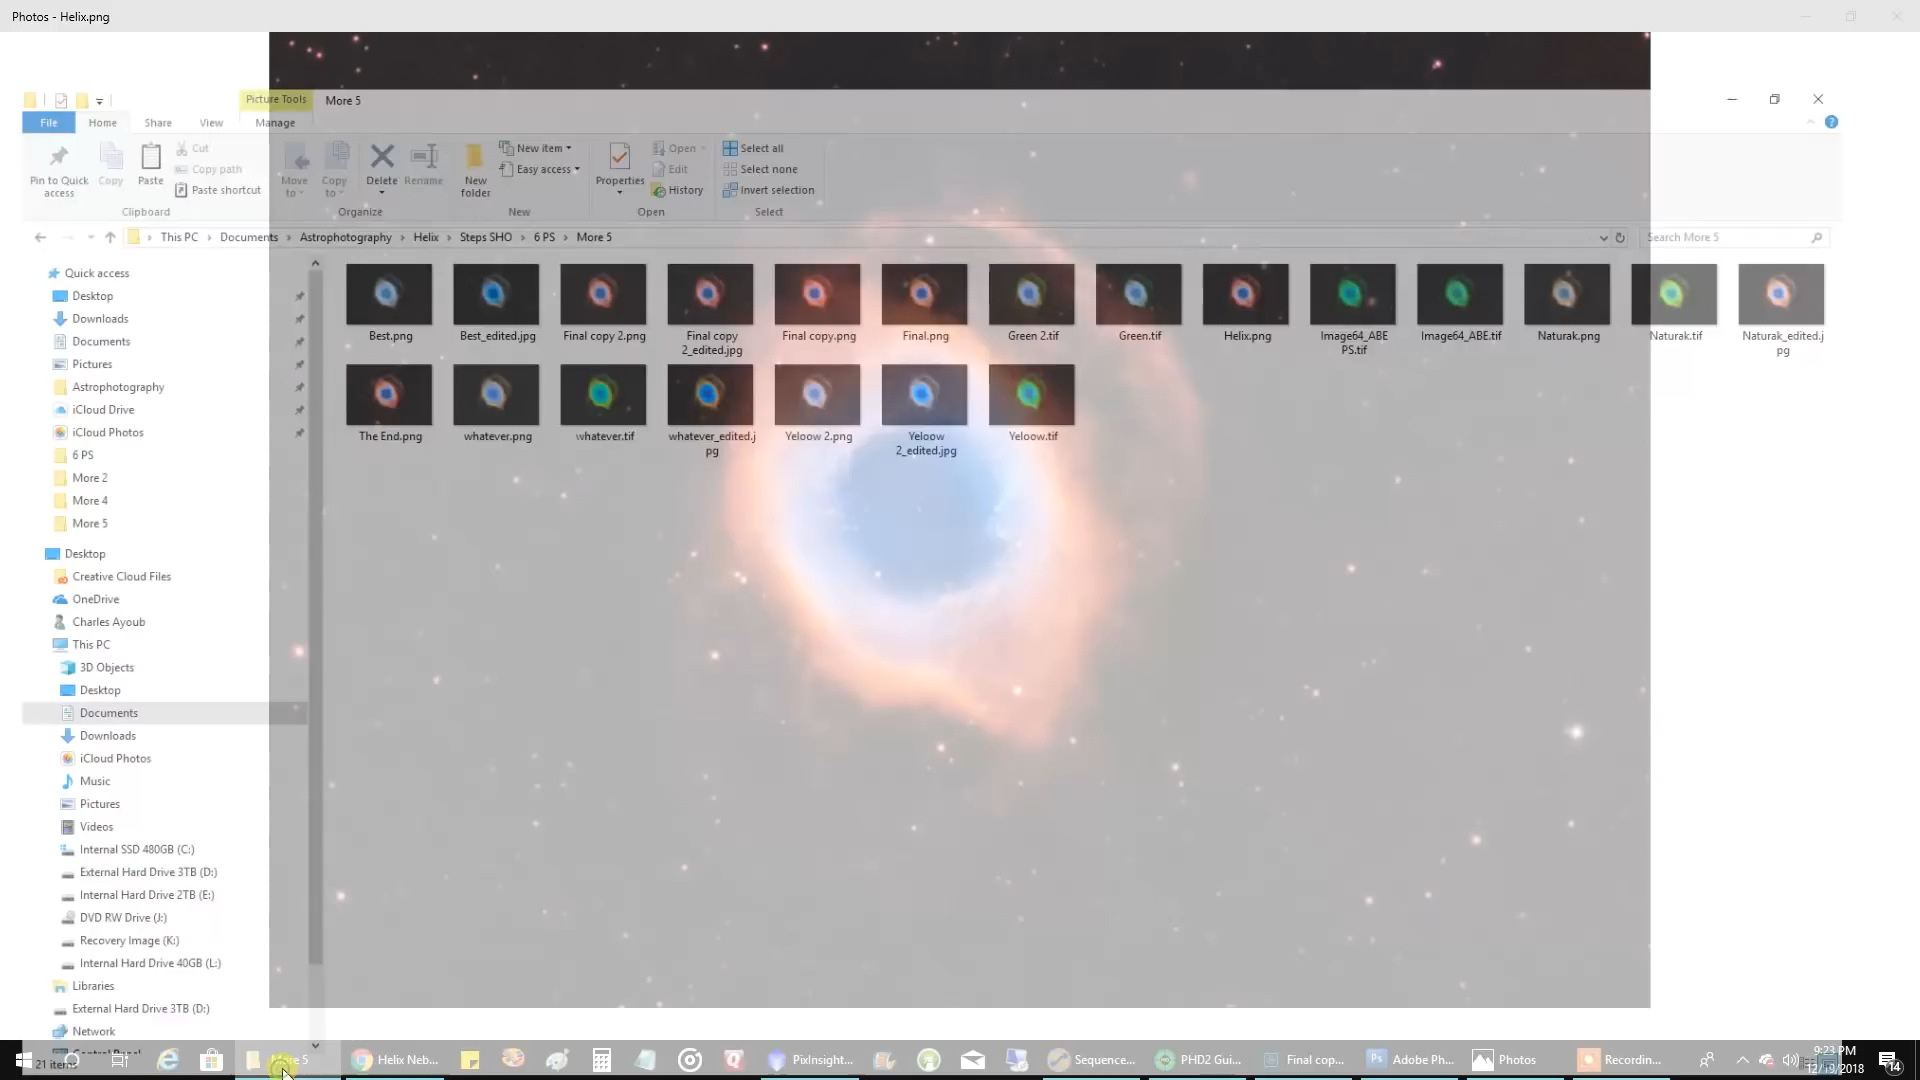 Photos - Helix.png
Picture Tools
More 5
File
Home
Share
View
Manage
Pin to Quick access
Copy
Paste
Cut
Copy path
Paste shortcut
Clipboard
Move to
Copy to
Delete
Rename
Organize
New folder
New item
Easy access
New
Properties
Open
Edit
History
Open
Select all
Select none
Invert selection
Select
This PC > Documents > Astrophotography > Helix > Steps SHO > 6 PS > More 5
Search More 5
Quick access
Desktop
Downloads
Documents
Pictures
Astrophotography
iCloud Drive
iCloud Photos
6 PS
More 2
More 4
More 5
Desktop
Creative Cloud Files
OneDrive
Charles Ayoub
This PC
3D Objects
Desktop
Documents
Downloads
iCloud Photos
Music
Pictures
Videos
Internal SSD 480GB (C:)
External Hard Drive 3TB (D:)
Internal Hard Drive 2TB (E:)
DVD RW Drive (J:)
Recovery Image (K:)
Internal Hard Drive 40GB (L:)
Libraries
External Hard Drive 3TB (D:)
Network
Best.png
Best_edited.jpg
Final copy 2.png
Final copy
2_edited.jpg
Final copy.png
Final.png
Green 2.tif
Green.tif
Helix.png
Image64_ABE
PS.tif
Image64_ABE.tif
Naturak.png
Naturak.tif
Naturak_edited.j
pg
The End.png
whatever.png
whatever.tif
whatever_edited.j
pg
Yeloow 2.png
Yeloow
2_edited.jpg
Yeloow.tif
21 items
Helix Neb...
PixInsight...
Sequence...
PHD2 Gui...
Final cop...
Adobe Ph...
Photos
Recordin...
9:23 PM
12/19/2018
14